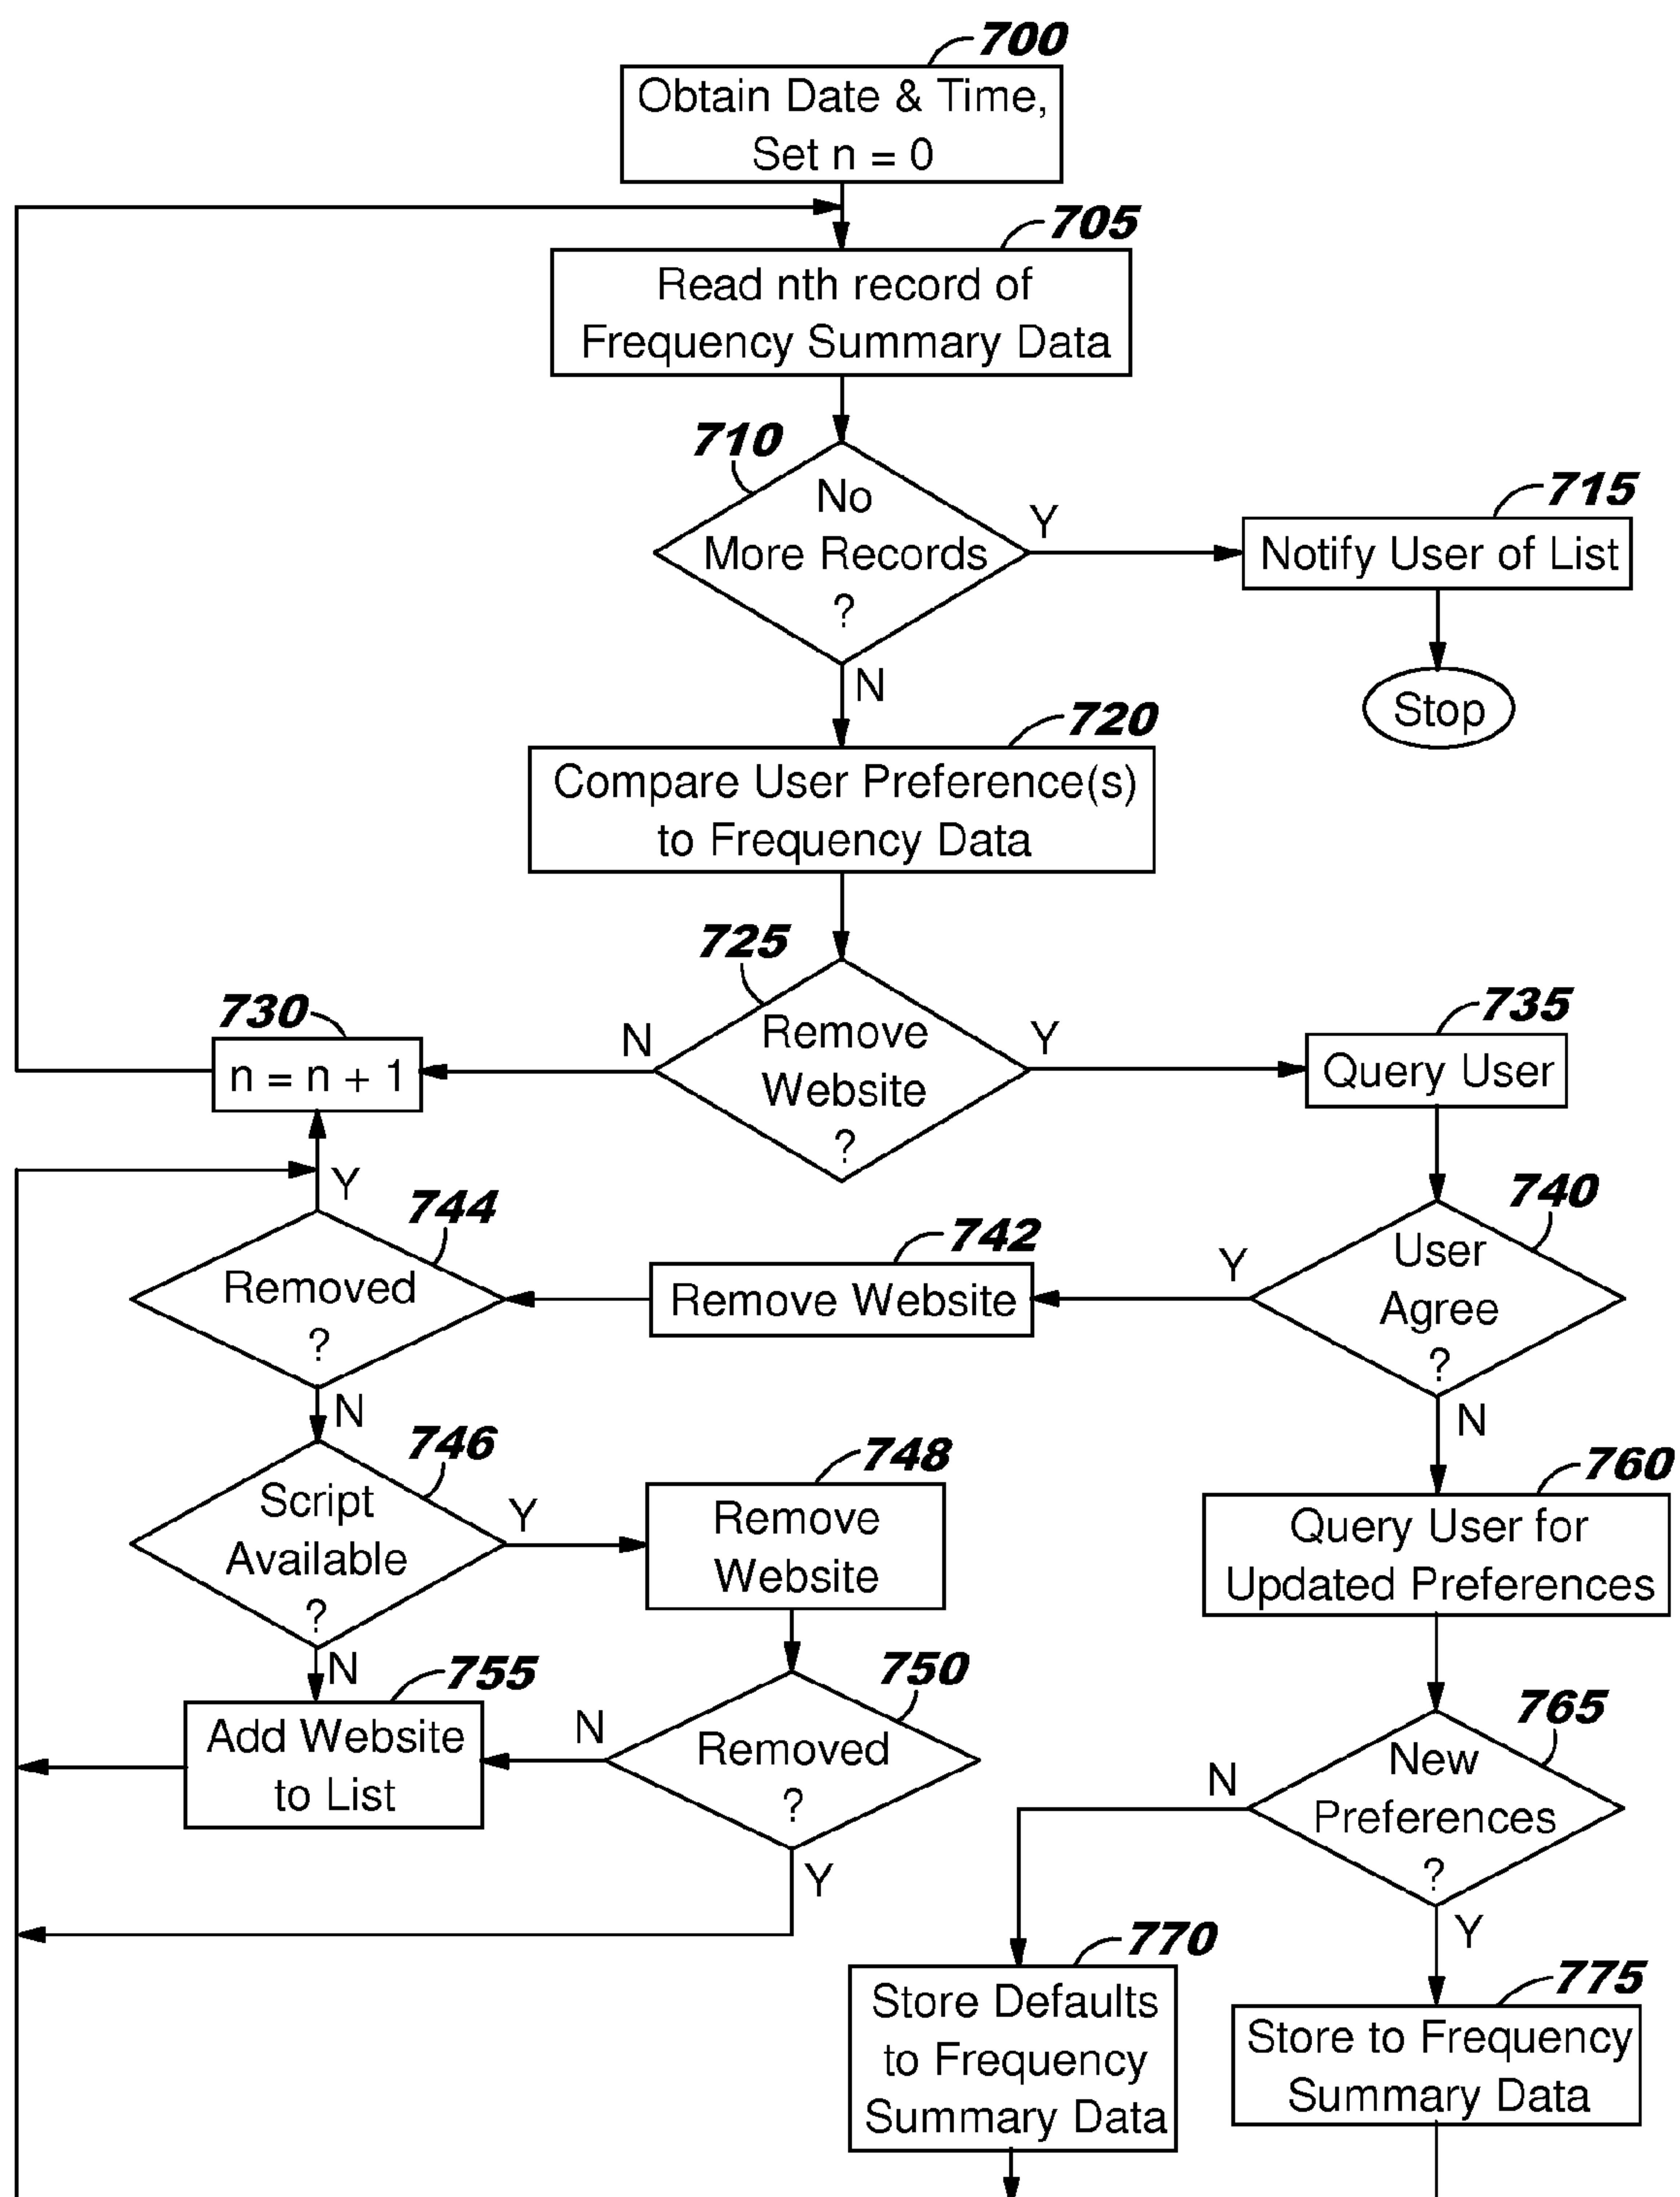 700
Obtain Date & Time,
Set n = 0
705
Read nth record of
Frequency Summary Data
710
No
More Records
?
Y
N
715
Notify User of List
Stop
720
Compare User Preference(s)
to Frequency Data
725
Remove
Website
?
N
Y
730
n = n + 1
735
Query User
740
User
Agree
?
Y
N
742
Remove Website
744
Removed
?
Y
N
746
Script
Available
?
Y
N
748
Remove
Website
750
Removed
?
N
Y
755
Add Website
to List
760
Query User for
Updated Preferences
765
New
Preferences
?
N
Y
770
Store Defaults
to Frequency
Summary Data
775
Store to Frequency
Summary Data